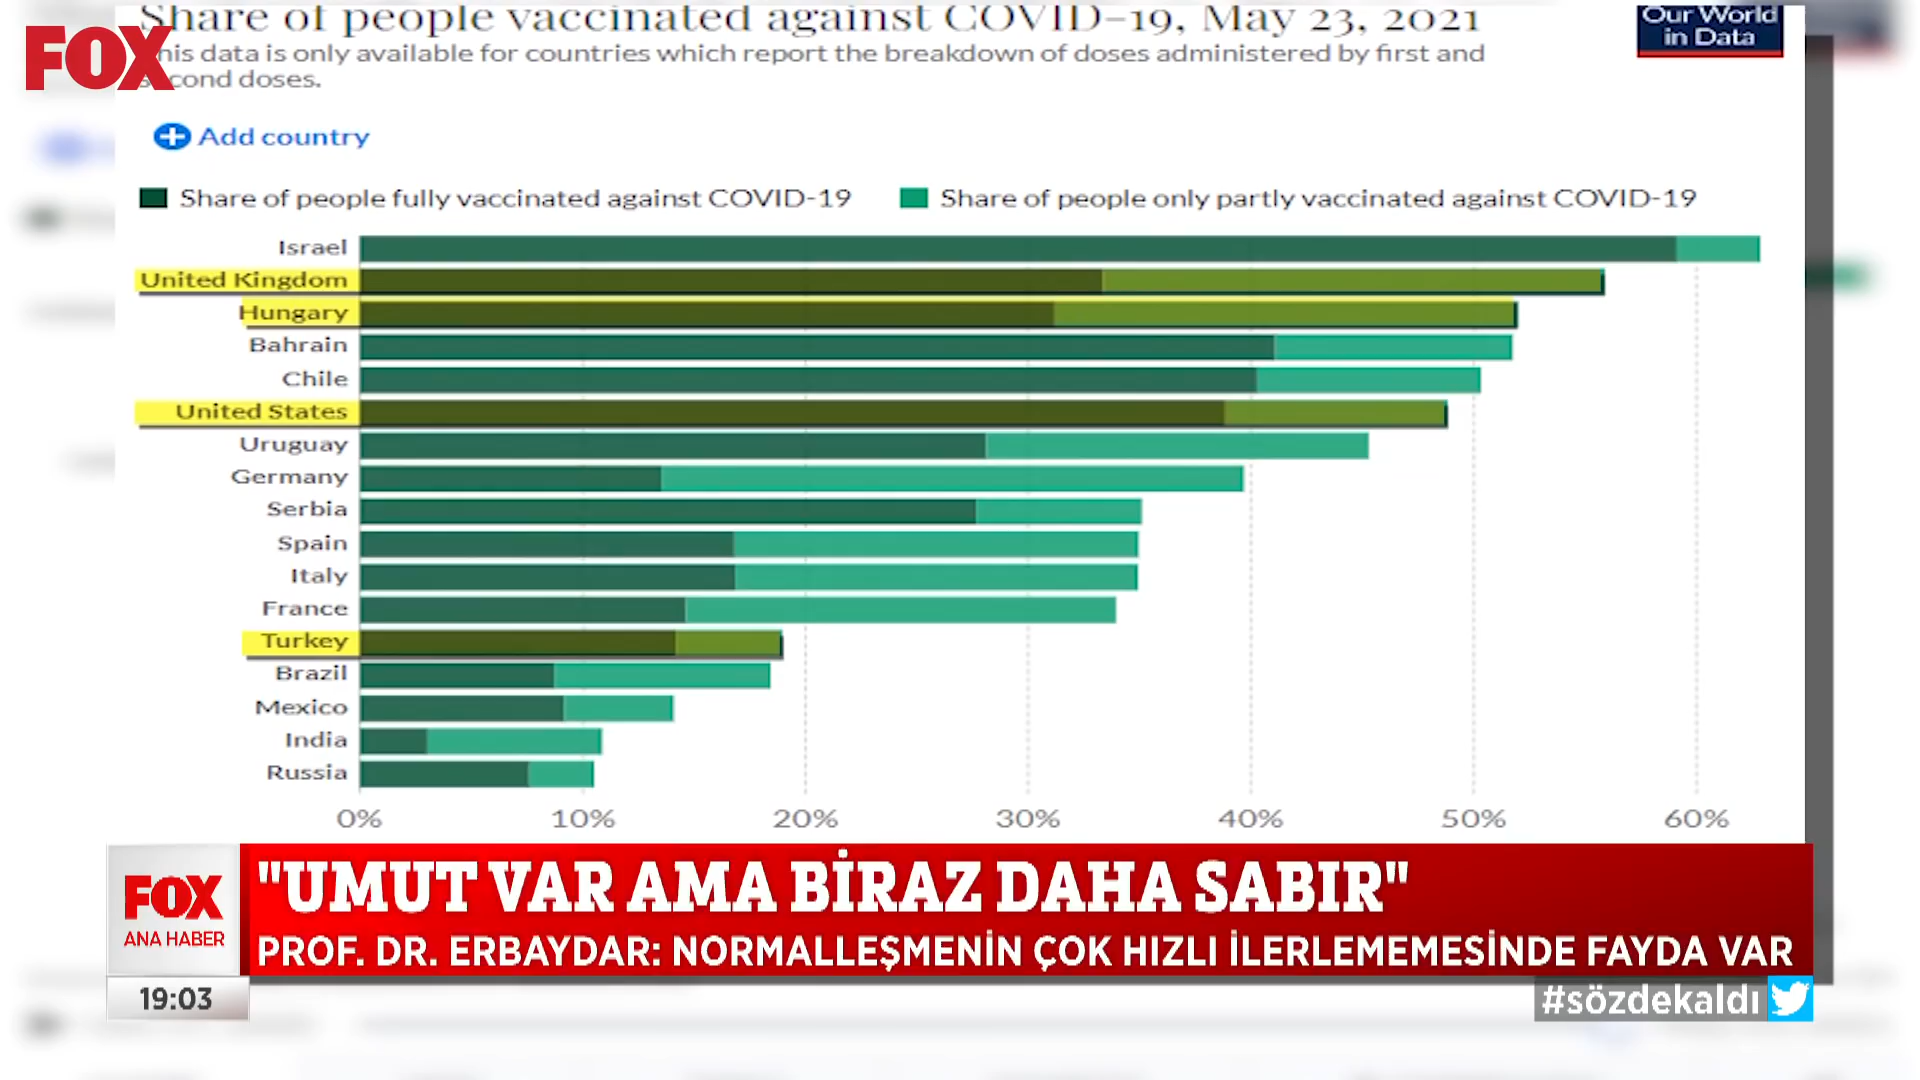 Share of people vaccinated against COVID-19, May 23, 2021
Our World
in Data
FOX
his data is only available for countries which report the breakdown of doses administered by first and
second doses.
Add country
Share of people fully vaccinated against COVID-19
Share of people only partly vaccinated against COVID-19
Israel
United Kingdom
Hungary
Bahrain
Chile
United States
Uruguay
Germany
Serbia
Spain
Italy
France
Turkey
Brazil
Mexico
India
Russia
0% 10% 20% 30% 40% 50% 60%
FOX
ANA HABER
"UMUT VAR AMA BİRAZ DAHA SABIR"
PROF. DR. ERBAYDAR: NORMALLEŞMENİN ÇOK HIZLI İLERLEMEMESİNDE FAYDA VAR
19:03
#sözdekaldı